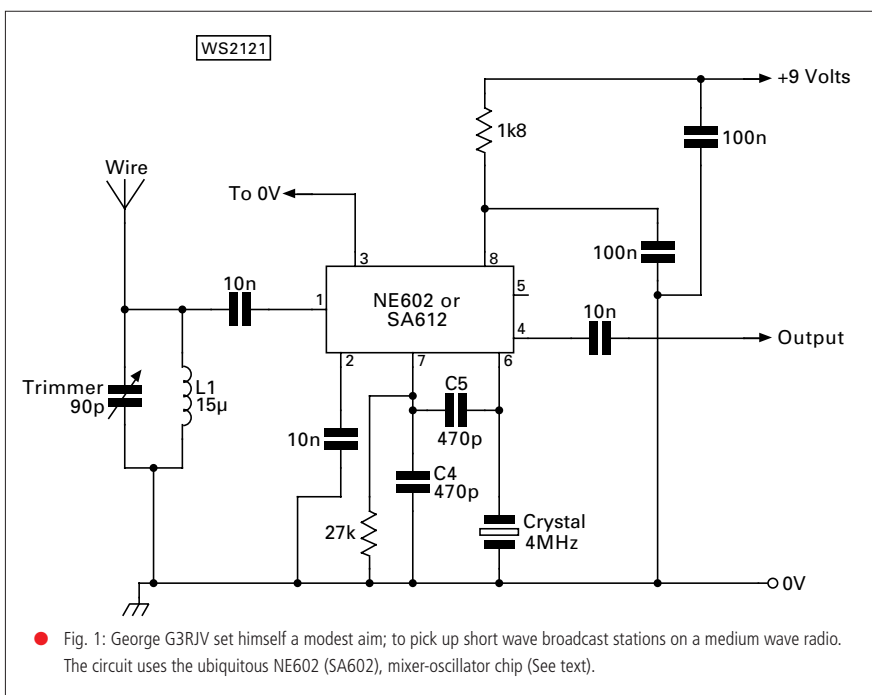 WS2121
+9 Volts
1k8
100n
Wire
To 0V
3
8
100n
10n
1
NE602 or
SA612
5
10n
4
Output
2
7
6
Trimmer
90p
L1
15µ
C5
470p
10n
C4
470p
27k
Crystal
4MHz
0V
Fig. 1: George G3RJV set himself a modest aim; to pick up short wave broadcast stations on a medium wave radio.
The circuit uses the ubiquitous NE602 (SA602), mixer-oscillator chip (See text).